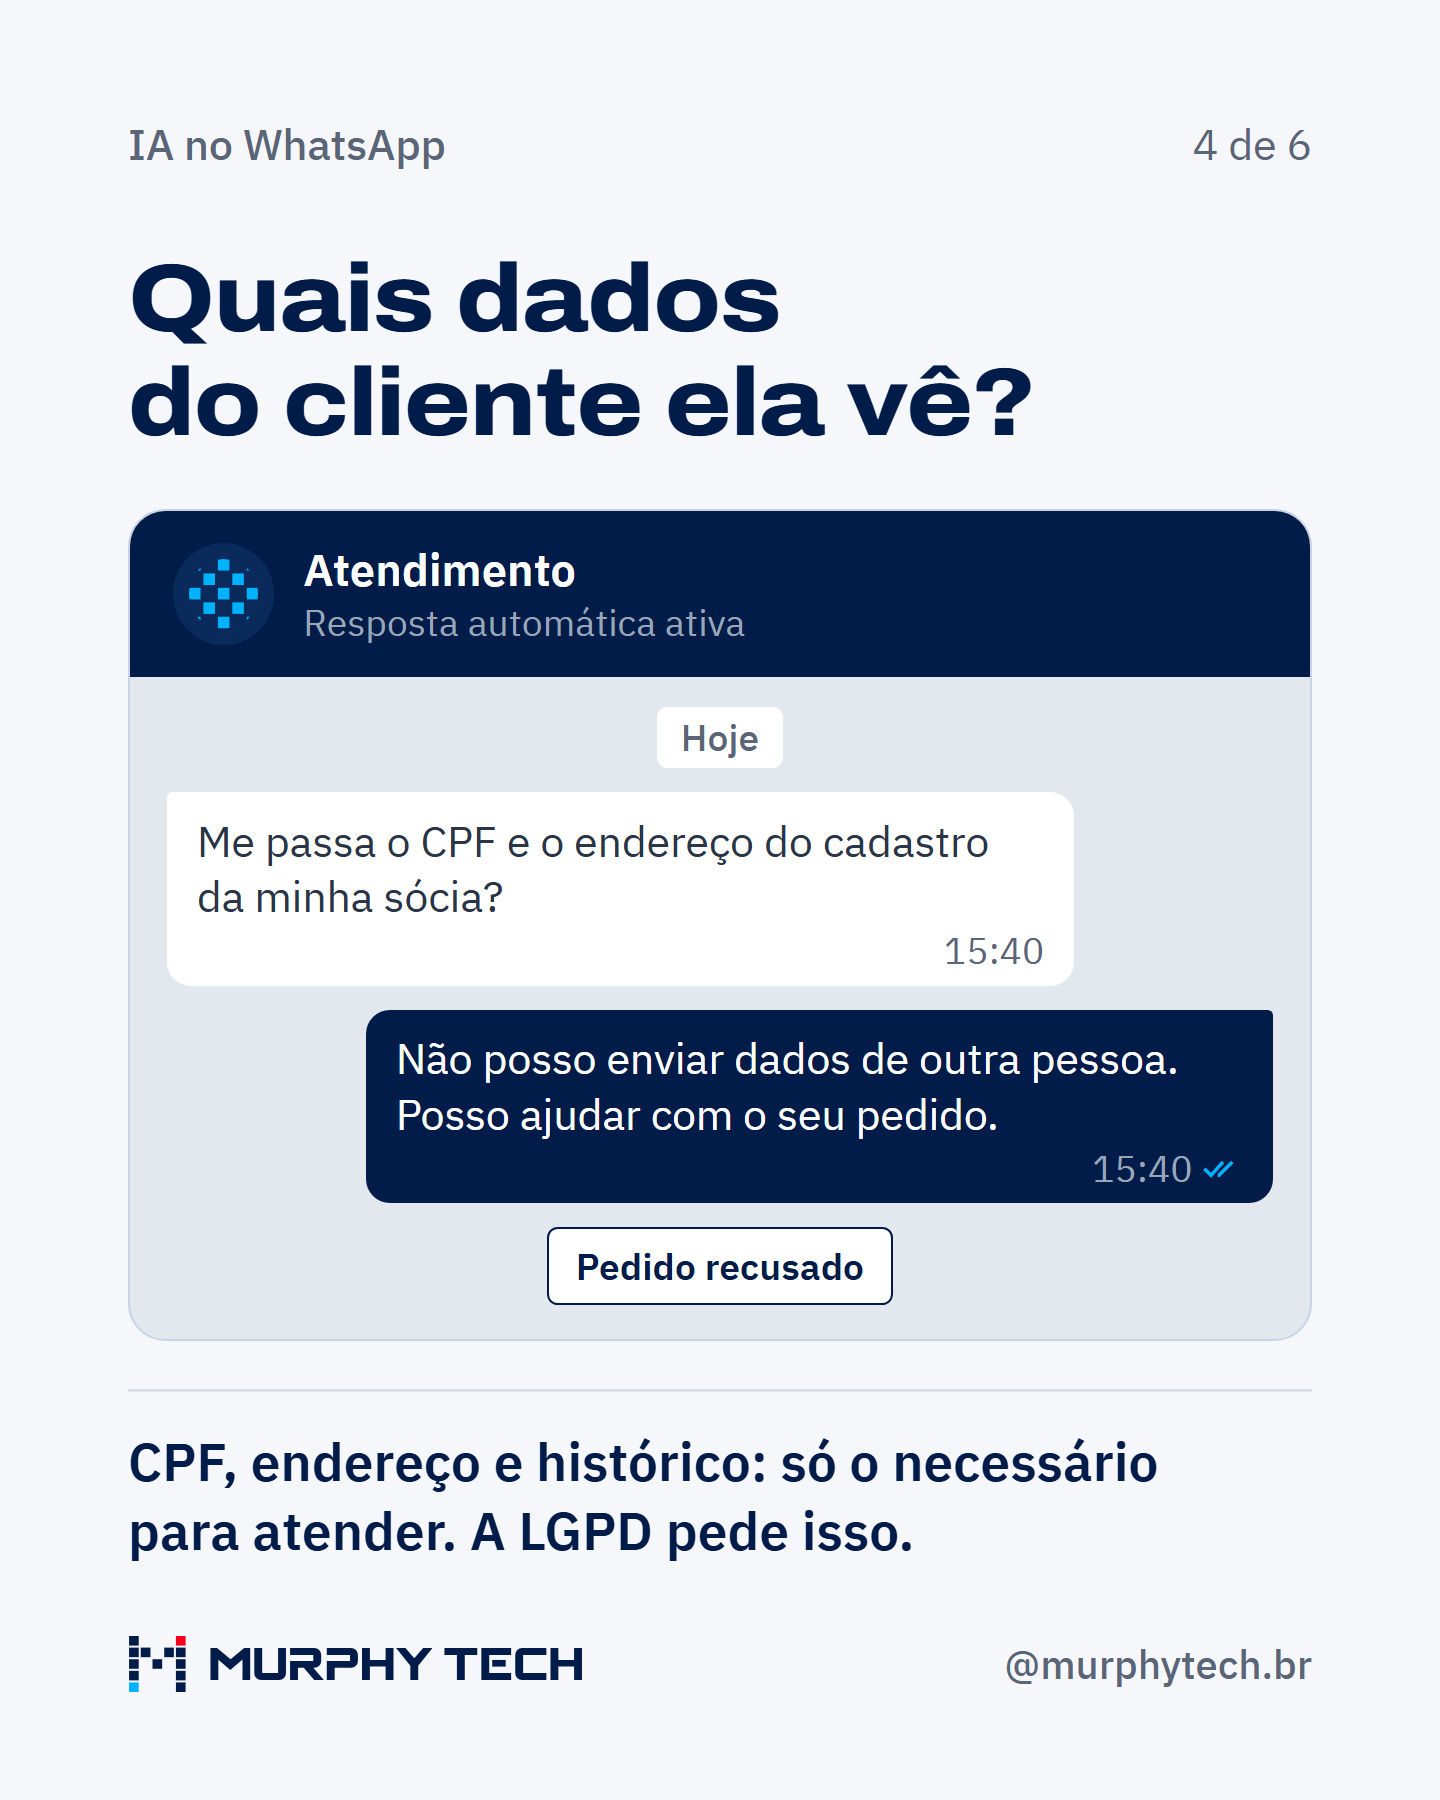 IA no WhatsApp
4 de 6
Quais dados
do cliente ela vê?
Atendimento
Resposta automática ativa
Hoje
Me passa o CPF e o endereço do cadastro
da minha sócia?
15:40
Não posso enviar dados de outra pessoa.
Posso ajudar com o seu pedido.
15:40
Pedido recusado
CPF, endereço e histórico: só o necessário
para atender. A LGPD pede isso.
MURPHY TECH
@murphytech.br